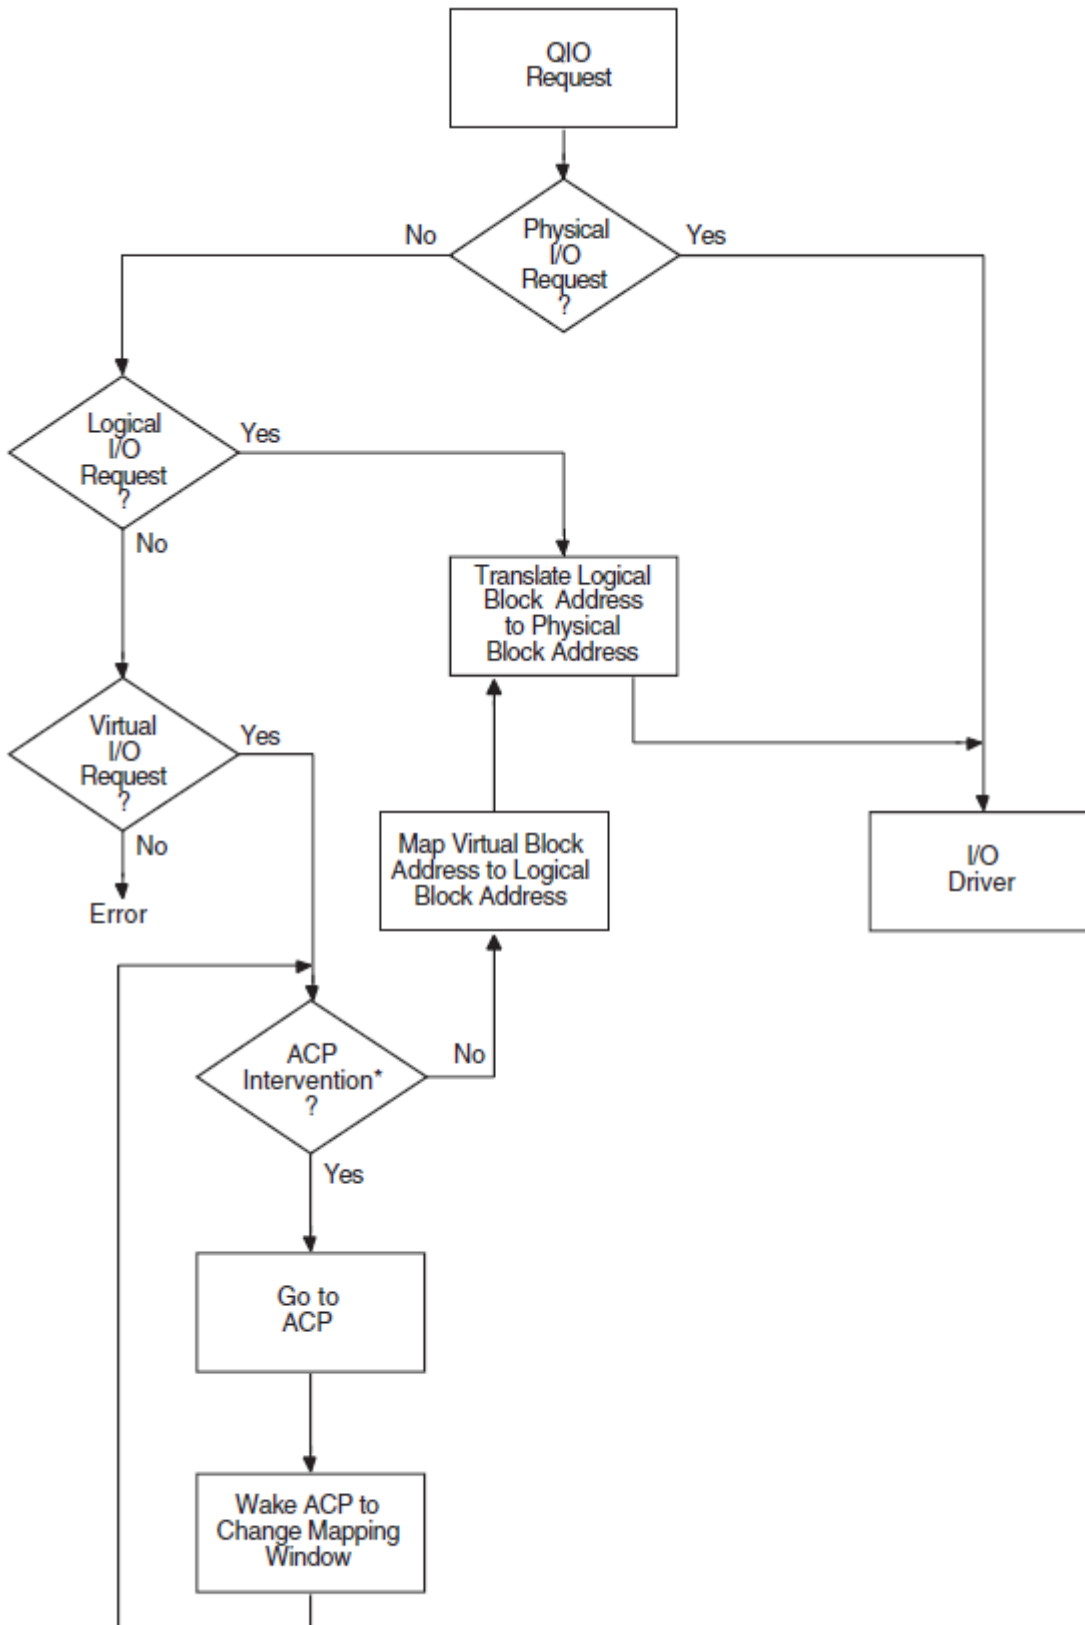 QIO
Request
No
Physical
I/O
Request
?
Yes
Logical
I/O
Request
?
Yes
No
Translate Logical
Block Address
to Physical
Block Address
Virtual
I/O
Request
?
Yes
No
Error
Map Virtual Block
Address to Logical
Block Address
I/O
Driver
ACP
Intervention*
?
No
Yes
Go to
ACP
Wake ACP to
Change Mapping
Window